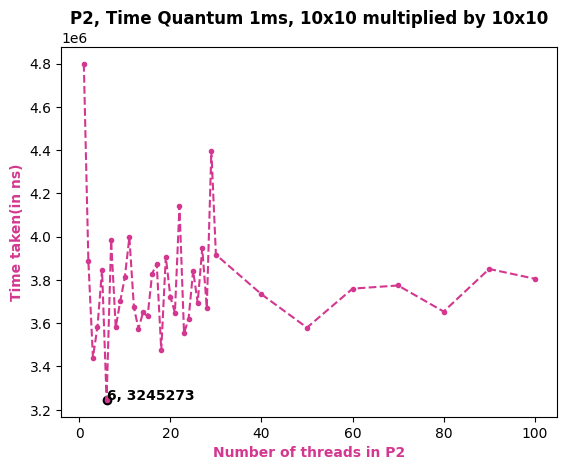 P2, Time Quantum 1ms, 10x10 multiplied by 10x10
1e6
4.8
4.6
4.4
4.2
4.0
3.8
3.6
3.4
3.2
Time taken(in ns)
6, 3245273
0 20 40 60 80 100
Number of threads in P2